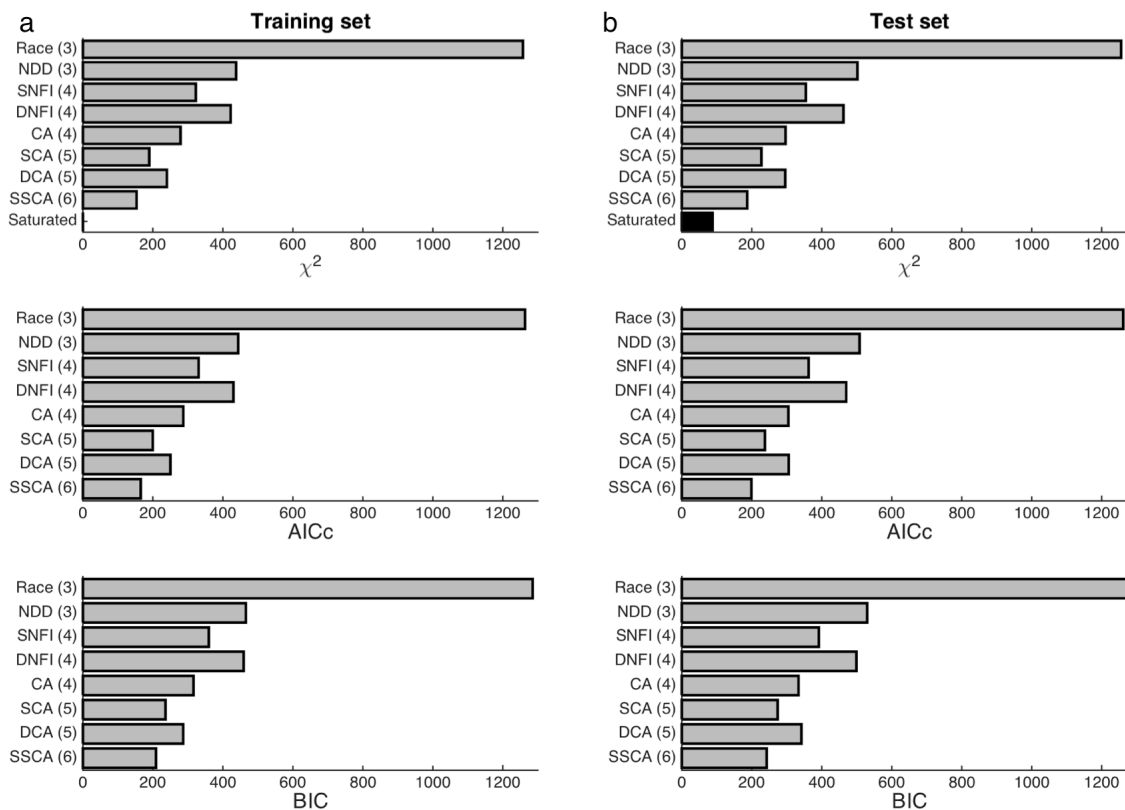 a
Training set
Race (3)
NDD (3)
SNFI (4)
DNFI (4)
CA (4)
SCA (5)
DCA (5)
SSCA (6)
Saturated
0 200 400 600 800 1000 1200
χ²
Race (3)
NDD (3)
SNFI (4)
DNFI (4)
CA (4)
SCA (5)
DCA (5)
SSCA (6)
0 200 400 600 800 1000 1200
AICc
Race (3)
NDD (3)
SNFI (4)
DNFI (4)
CA (4)
SCA (5)
DCA (5)
SSCA (6)
0 200 400 600 800 1000 1200
BIC
b
Test set
Race (3)
NDD (3)
SNFI (4)
DNFI (4)
CA (4)
SCA (5)
DCA (5)
SSCA (6)
Saturated
0 200 400 600 800 1000 1200
χ²
Race (3)
NDD (3)
SNFI (4)
DNFI (4)
CA (4)
SCA (5)
DCA (5)
SSCA (6)
0 200 400 600 800 1000 1200
AICc
Race (3)
NDD (3)
SNFI (4)
DNFI (4)
CA (4)
SCA (5)
DCA (5)
SSCA (6)
0 200 400 600 800 1000 1200
BIC